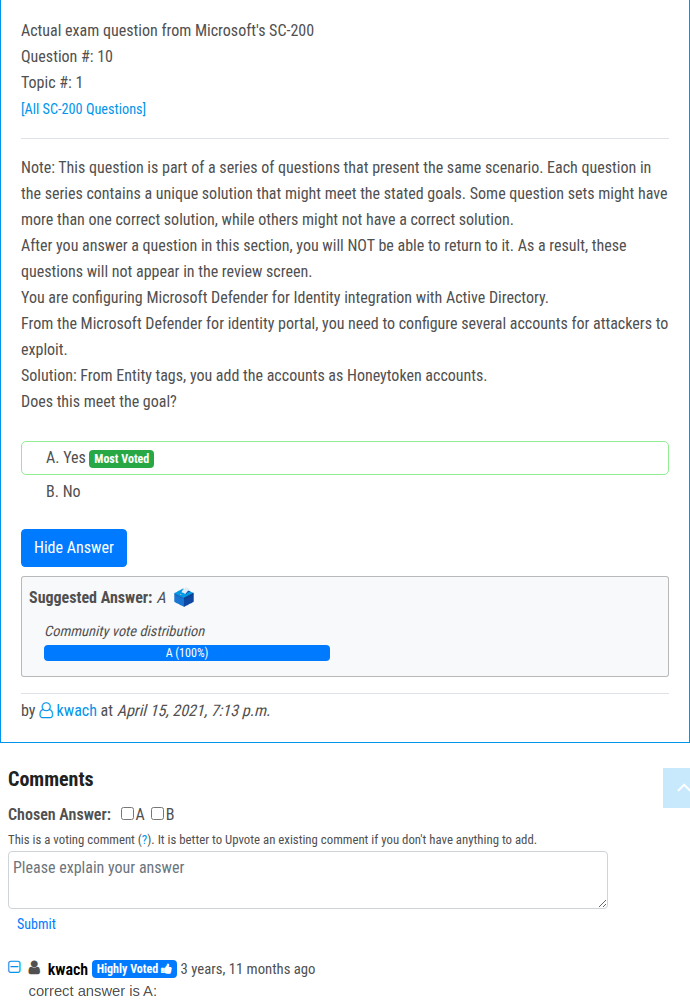 Actual exam question from Microsoft's SC-200
Question #: 10
Topic #: 1
[All SC-200 Questions]
Note: This question is part of a series of questions that present the same scenario. Each question in
the series contains a unique solution that might meet the stated goals. Some question sets might have
more than one correct solution, while others might not have a correct solution.
After you answer a question in this section, you will NOT be able to return to it. As a result, these
questions will not appear in the review screen.
You are configuring Microsoft Defender for Identity integration with Active Directory.
From the Microsoft Defender for identity portal, you need to configure several accounts for attackers to
exploit.
Solution: From Entity tags, you add the accounts as Honeytoken accounts.
Does this meet the goal?
A. Yes Most Voted
B. No
Hide Answer
Suggested Answer: A
Community vote distribution
A (100%)
by kwach at April 15, 2021, 7:13 p.m.
Comments
Chosen Answer: A B
This is a voting comment (?). It is better to Upvote an existing comment if you don't have anything to add.
Please explain your answer
Submit
kwach Highly Voted 3 years, 11 months ago
correct answer is A: